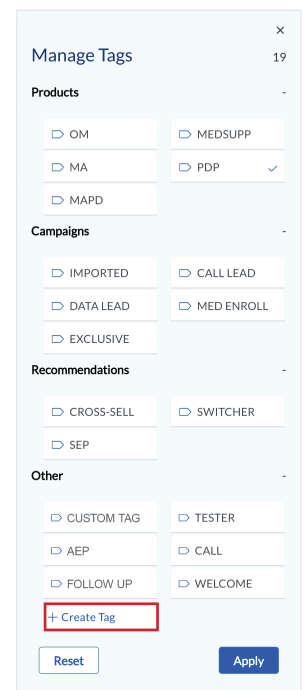 ×
Manage Tags 19
Products -
OM MEDSUPP
MA PDP
MAPD
Campaigns -
IMPORTED CALL LEAD
DATA LEAD MED ENROLL
EXCLUSIVE
Recommendations -
CROSS-SELL SWITCHER
SEP
Other -
CUSTOM TAG TESTER
AEP CALL
FOLLOW UP WELCOME
+ Create Tag
Reset Apply